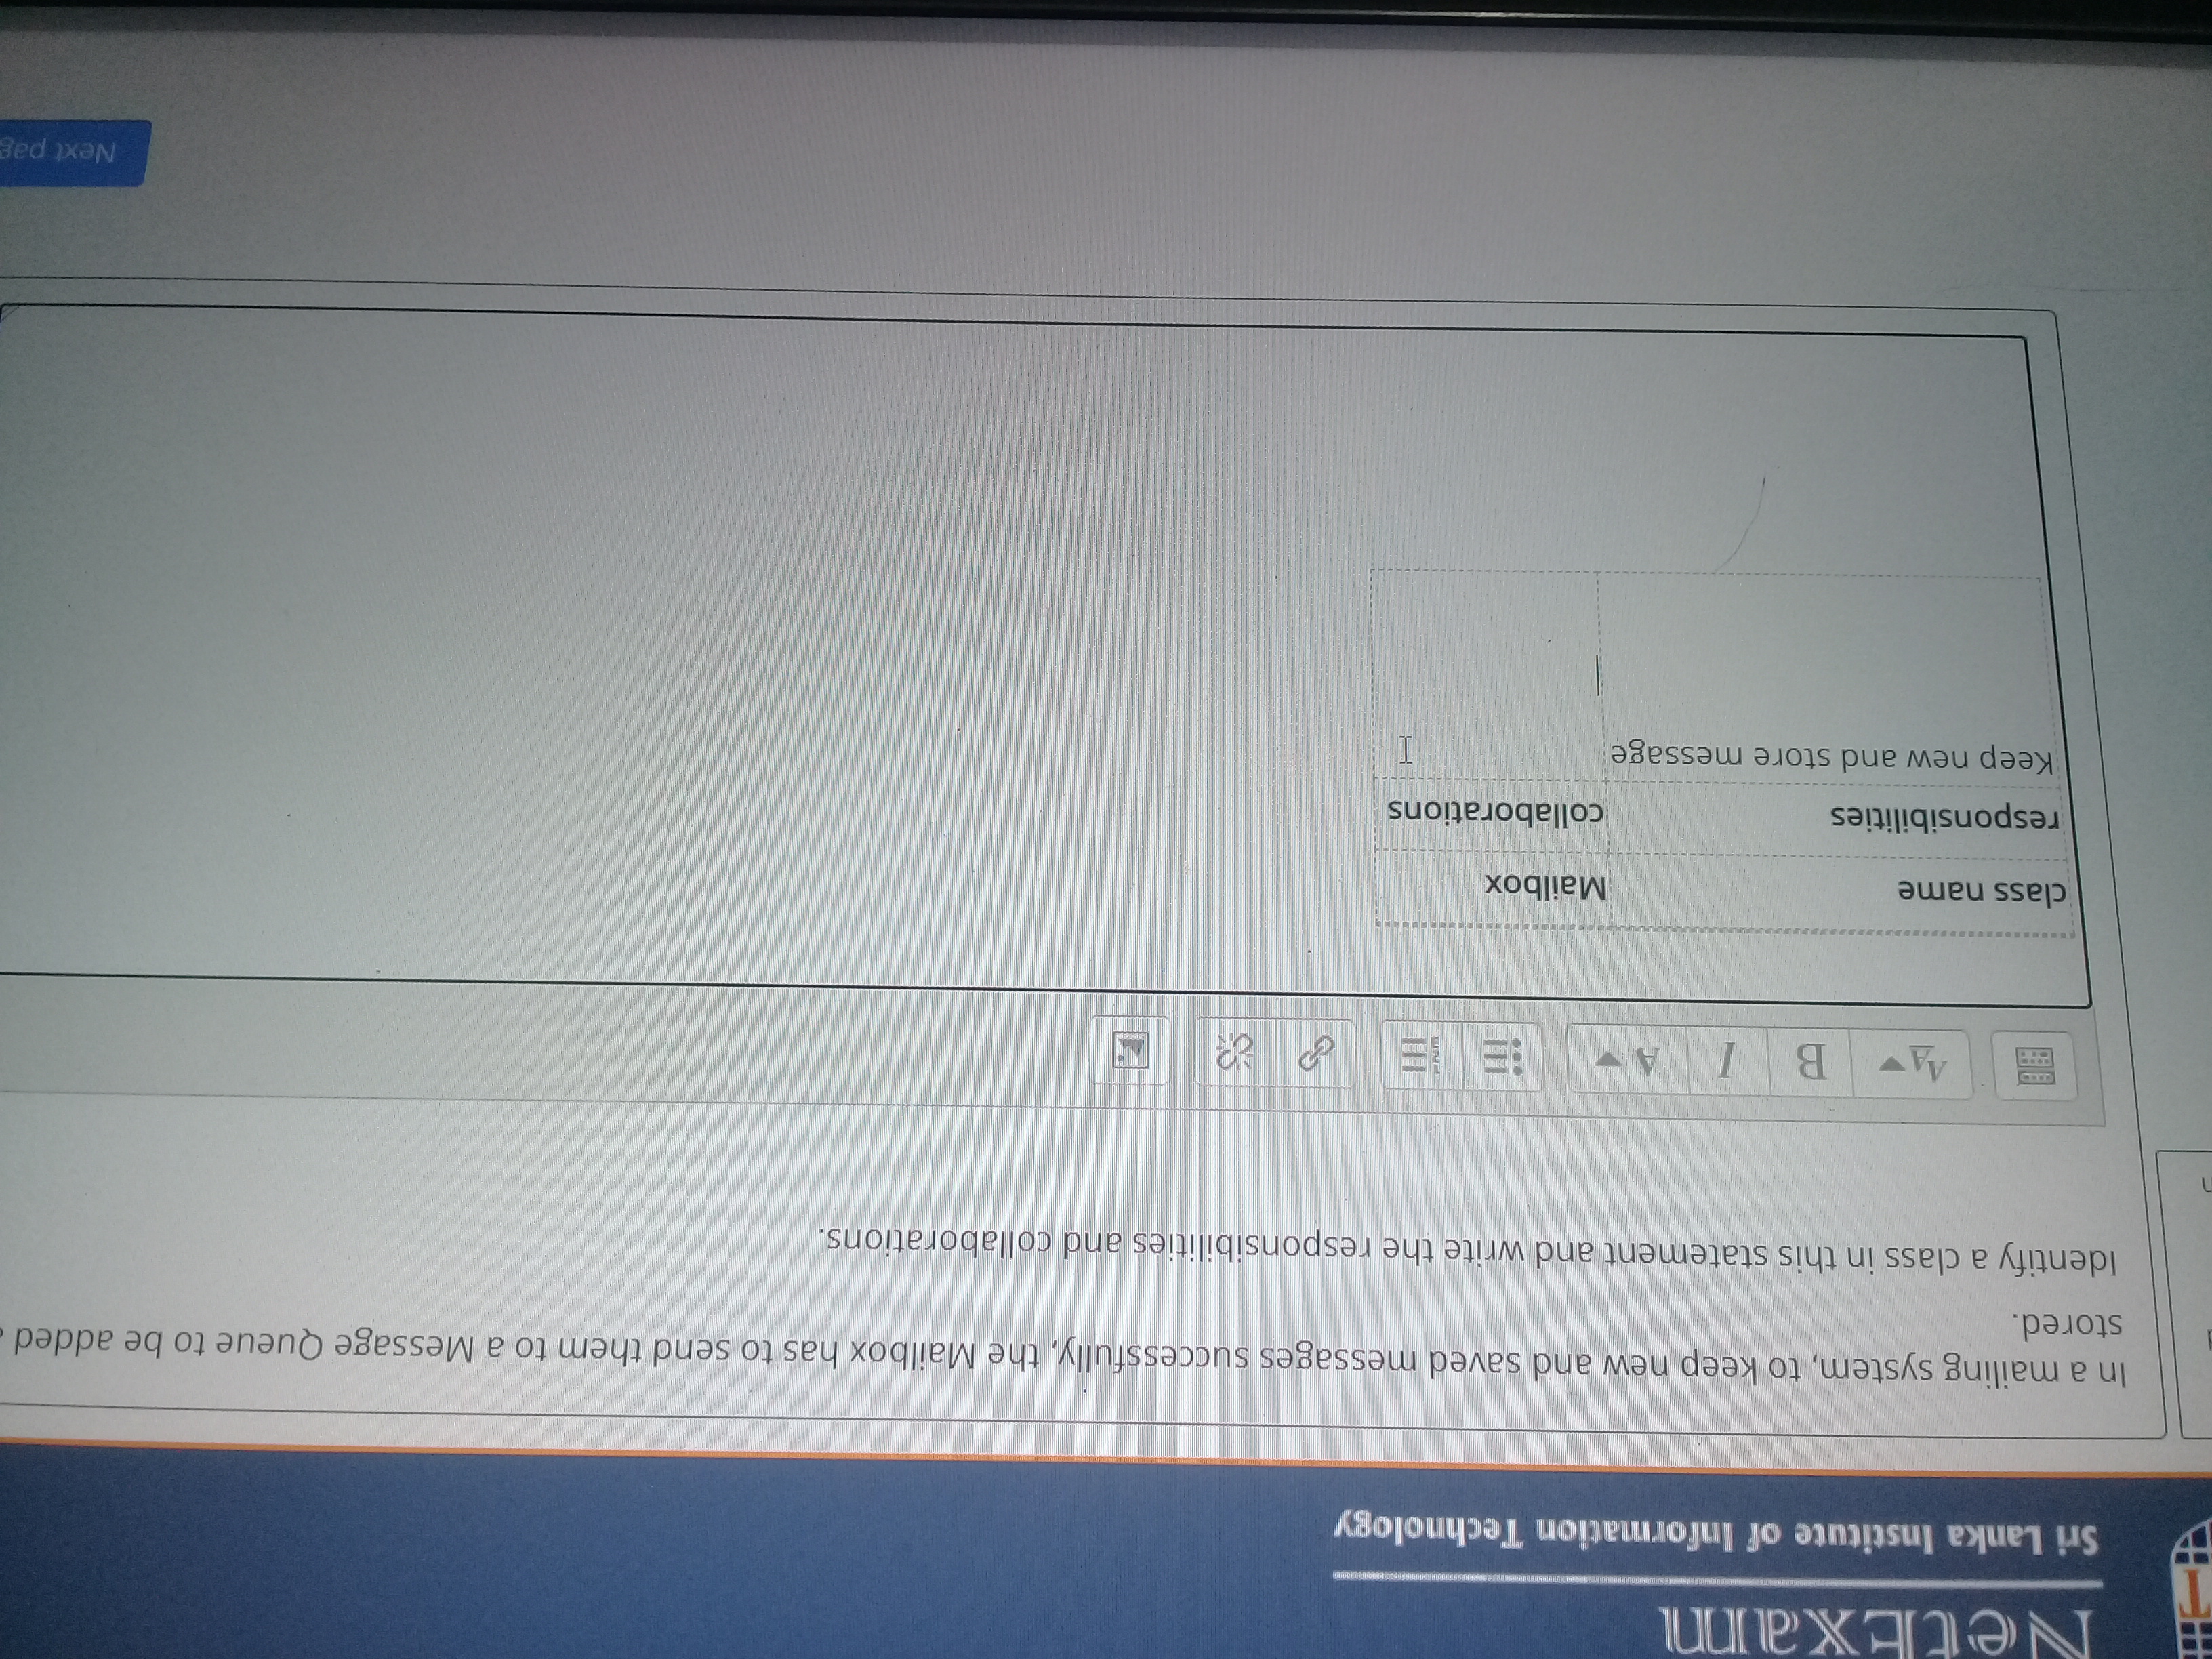 NetExam
T
Sri Lanka Institute of Information Technology
In a mailing system, to keep new and saved messages successfully, the Mailbox has to send them to a Message Queue to be added
stored.
Identify a class in this statement and write the responsibilities and collaborations.
B I A
class name Mailbox
responsibilities collaborations
Keep new and store message
Next pag